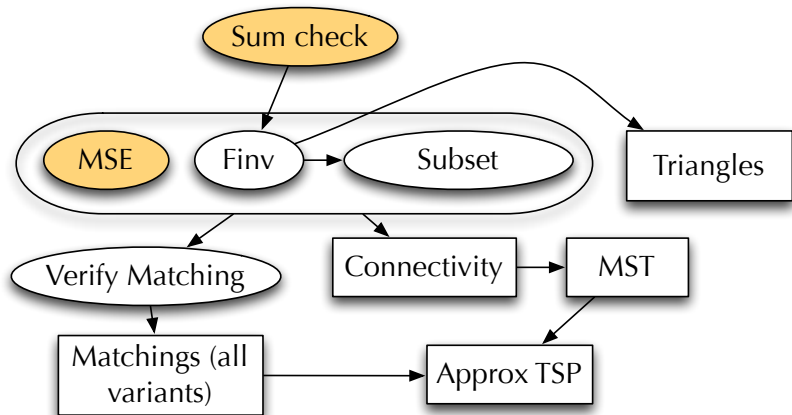 Sum check
MSE
Finv
Subset
Triangles
Verify Matching
Connectivity
MST
Matchings (all
variants)
Approx TSP